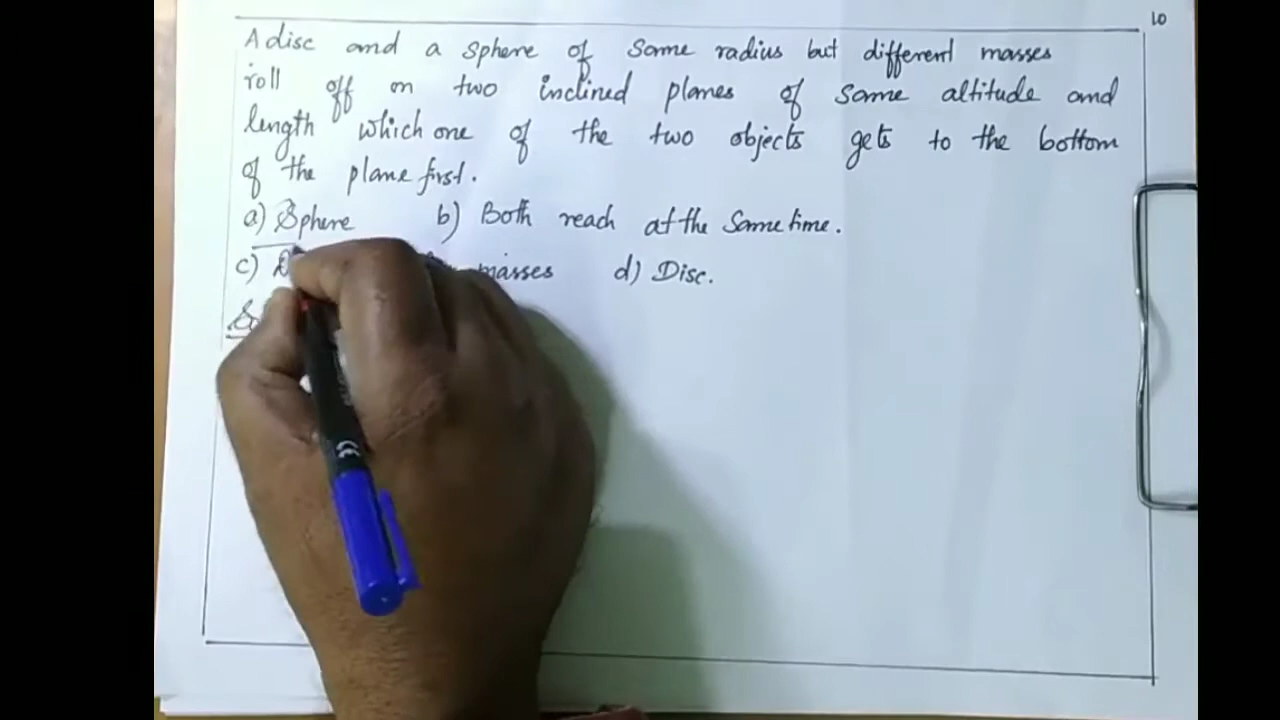 10
A disc and a sphere of same radius but different masses
roll off on two inclined planes of same altitude and
length which one of the two objects gets to the bottom
of the plane first.
a) Sphere b) Both reach at the Same time.
c) masses d) Disc.